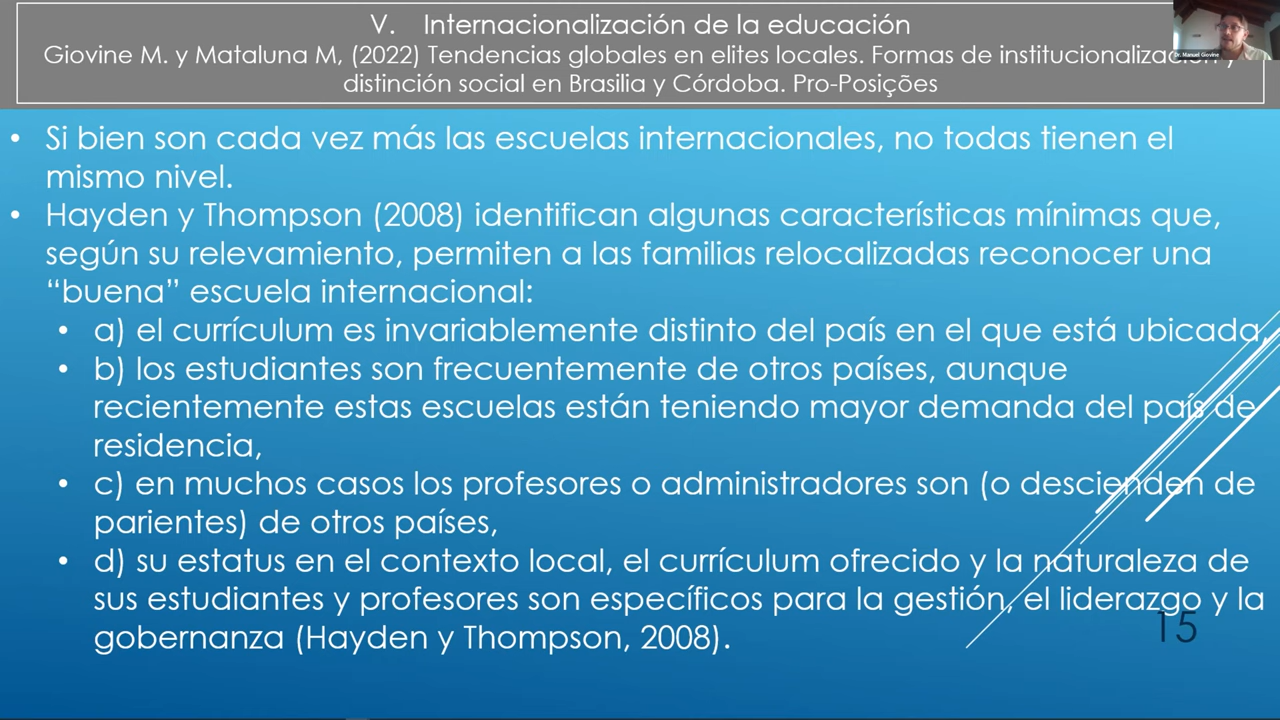 V. Internacionalización de la educación
Giovine M. y Mataluna M, (2022) Tendencias globales en elites locales. Formas de institucionalización y
distinción social en Brasilia y Córdoba. Pro-Posições
Dr. Manuel Giovine
• Si bien son cada vez más las escuelas internacionales, no todas tienen el
mismo nivel.
• Hayden y Thompson (2008) identifican algunas características mínimas que,
según su relevamiento, permiten a las familias relocalizadas reconocer una
“buena” escuela internacional:
• a) el currículum es invariablemente distinto del país en el que está ubicada,
• b) los estudiantes son frecuentemente de otros países, aunque
recientemente estas escuelas están teniendo mayor demanda del país de
residencia,
• c) en muchos casos los profesores o administradores son (o descienden de
parientes) de otros países,
• d) su estatus en el contexto local, el currículum ofrecido y la naturaleza de
sus estudiantes y profesores son específicos para la gestión, el liderazgo y la
gobernanza (Hayden y Thompson, 2008).
15